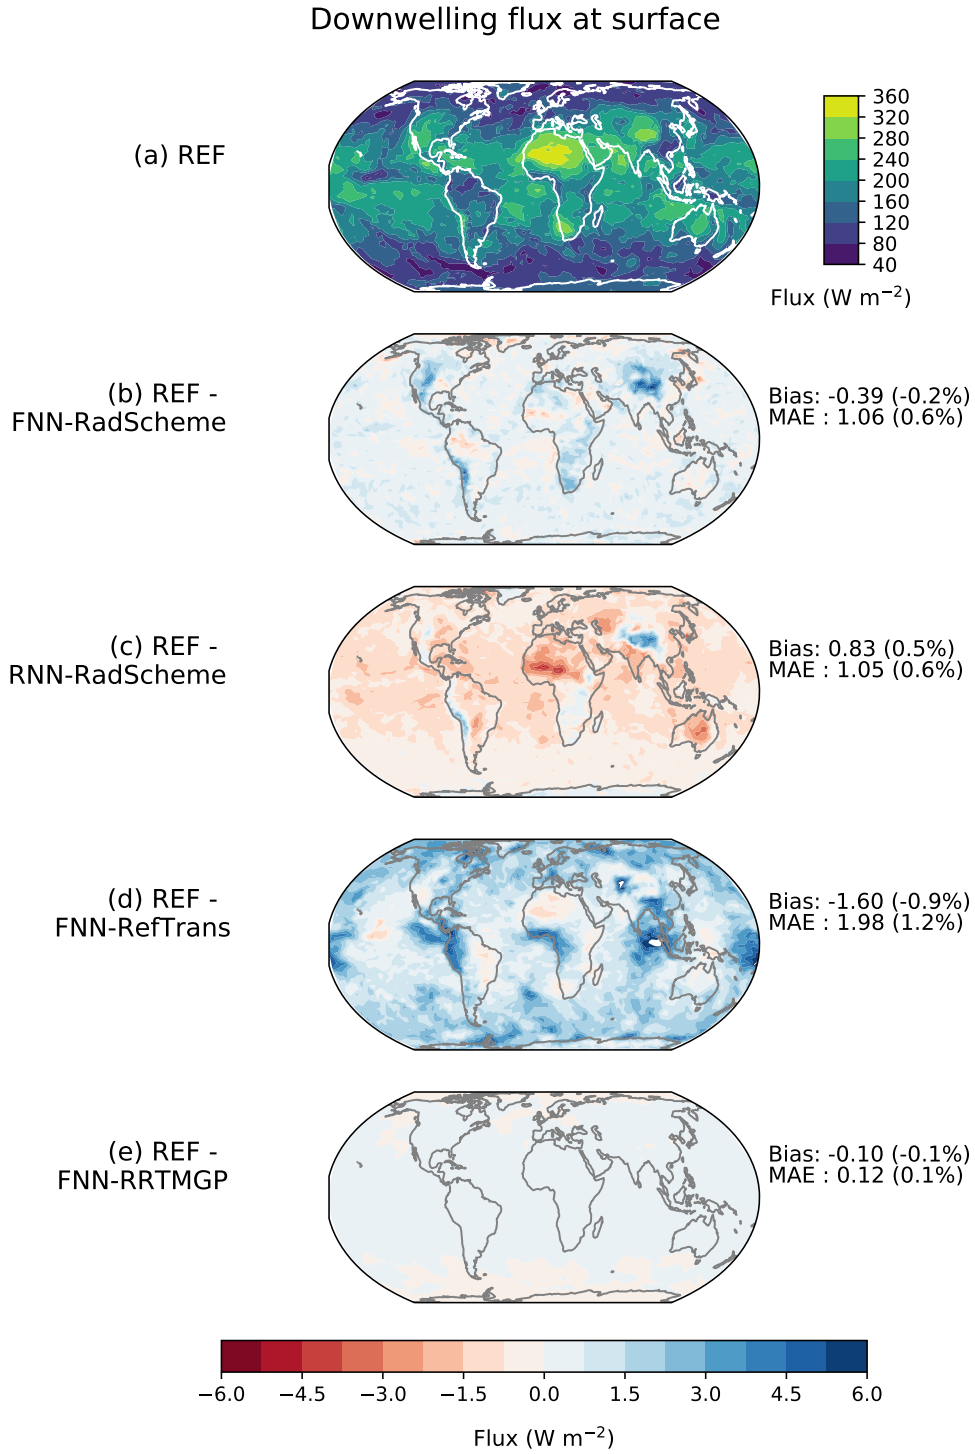 Downwelling flux at surface
(a) REF
360
320
280
240
200
160
120
80
40
Flux (W m⁻²)
(b) REF -
FNN-RadScheme
Bias: -0.39 (-0.2%)
MAE : 1.06 (0.6%)
(c) REF -
RNN-RadScheme
Bias: 0.83 (0.5%)
MAE : 1.05 (0.6%)
(d) REF -
FNN-RefTrans
Bias: -1.60 (-0.9%)
MAE : 1.98 (1.2%)
(e) REF -
FNN-RRTMGP
Bias: -0.10 (-0.1%)
MAE : 0.12 (0.1%)
−6.0 −4.5 −3.0 −1.5 0.0 1.5 3.0 4.5 6.0
Flux (W m⁻²)